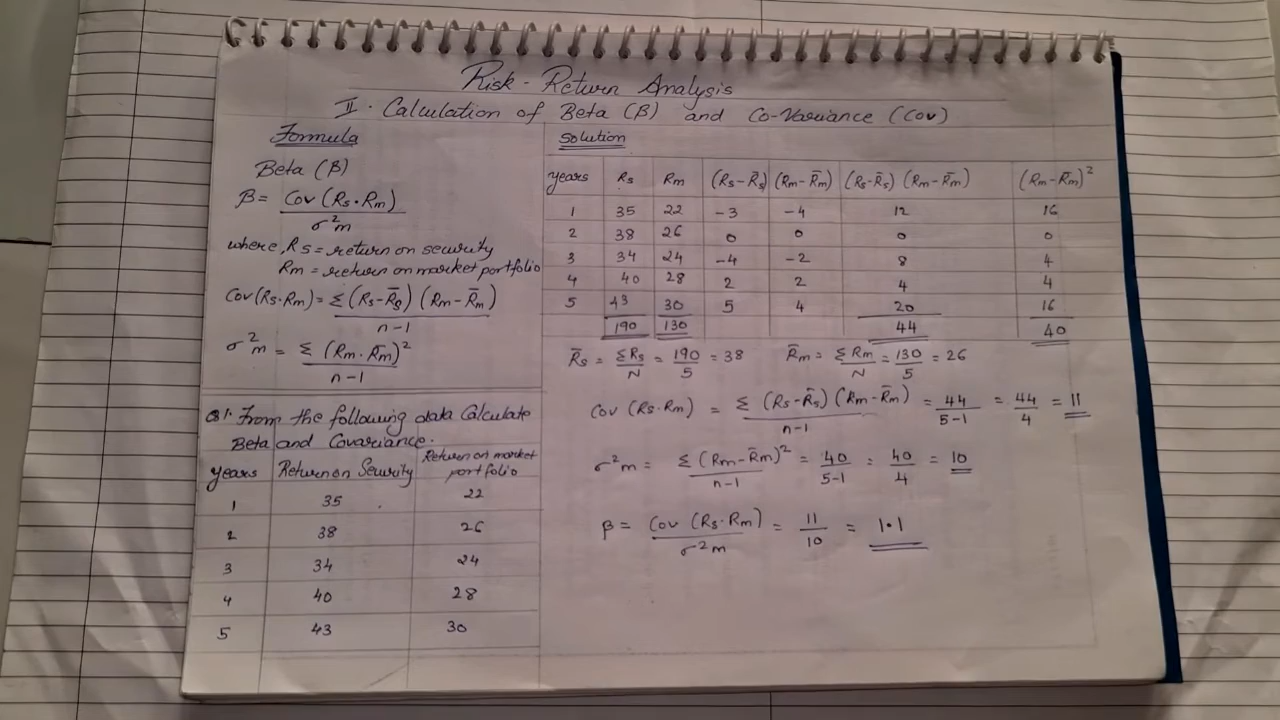 Risk - Return Analysis
II. Calculation of Beta (β) and Co-Variance (Cov)
Formula
Beta (β)
β = Cov (Rs·Rm) / σ²m
where, Rs = return on security
Rm = return on market portfolio
Cov (Rs·Rm) = Σ (Rs-R̄s) (Rm-R̄m) / n-1
σ²m = Σ (Rm-R̄m)² / n-1
Q1. From the following data Calculate
Beta and Covariance.
Years Return on Security Return on market portfolio
1 35 22
2 38 26
3 34 24
4 40 28
5 43 30
Solution
Years Rs Rm (Rs-R̄s) (Rm-R̄m) (Rs-R̄s) (Rm-R̄m) (Rm-R̄m)²
1 35 22 -3 -4 12 16
2 38 26 0 0 0 0
3 34 24 -4 -2 8 4
4 40 28 2 2 4 4
5 43 30 5 4 20 16
190 130 44 40
R̄s = ΣRs / N = 190 / 5 = 38 R̄m = ΣRm / N = 130 / 5 = 26
Cov (Rs·Rm) = Σ (Rs-R̄s) (Rm-R̄m) / n-1 = 44 / 5-1 = 44 / 4 = 11
σ²m = Σ (Rm-R̄m)² / n-1 = 40 / 5-1 = 40 / 4 = 10
β = Cov (Rs·Rm) / σ²m = 11 / 10 = 1.1